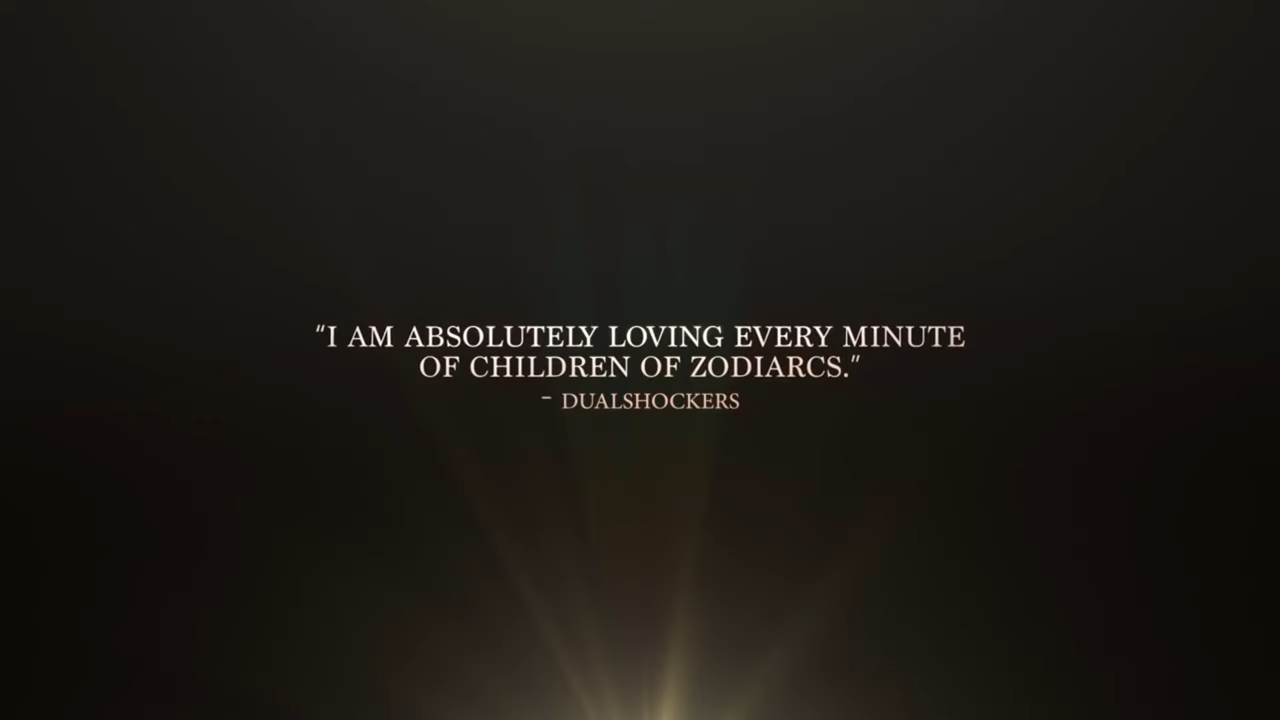 "I AM ABSOLUTELY LOVING EVERY MINUTE
OF CHILDREN OF ZODIARCS."
- DUALSHOCKERS